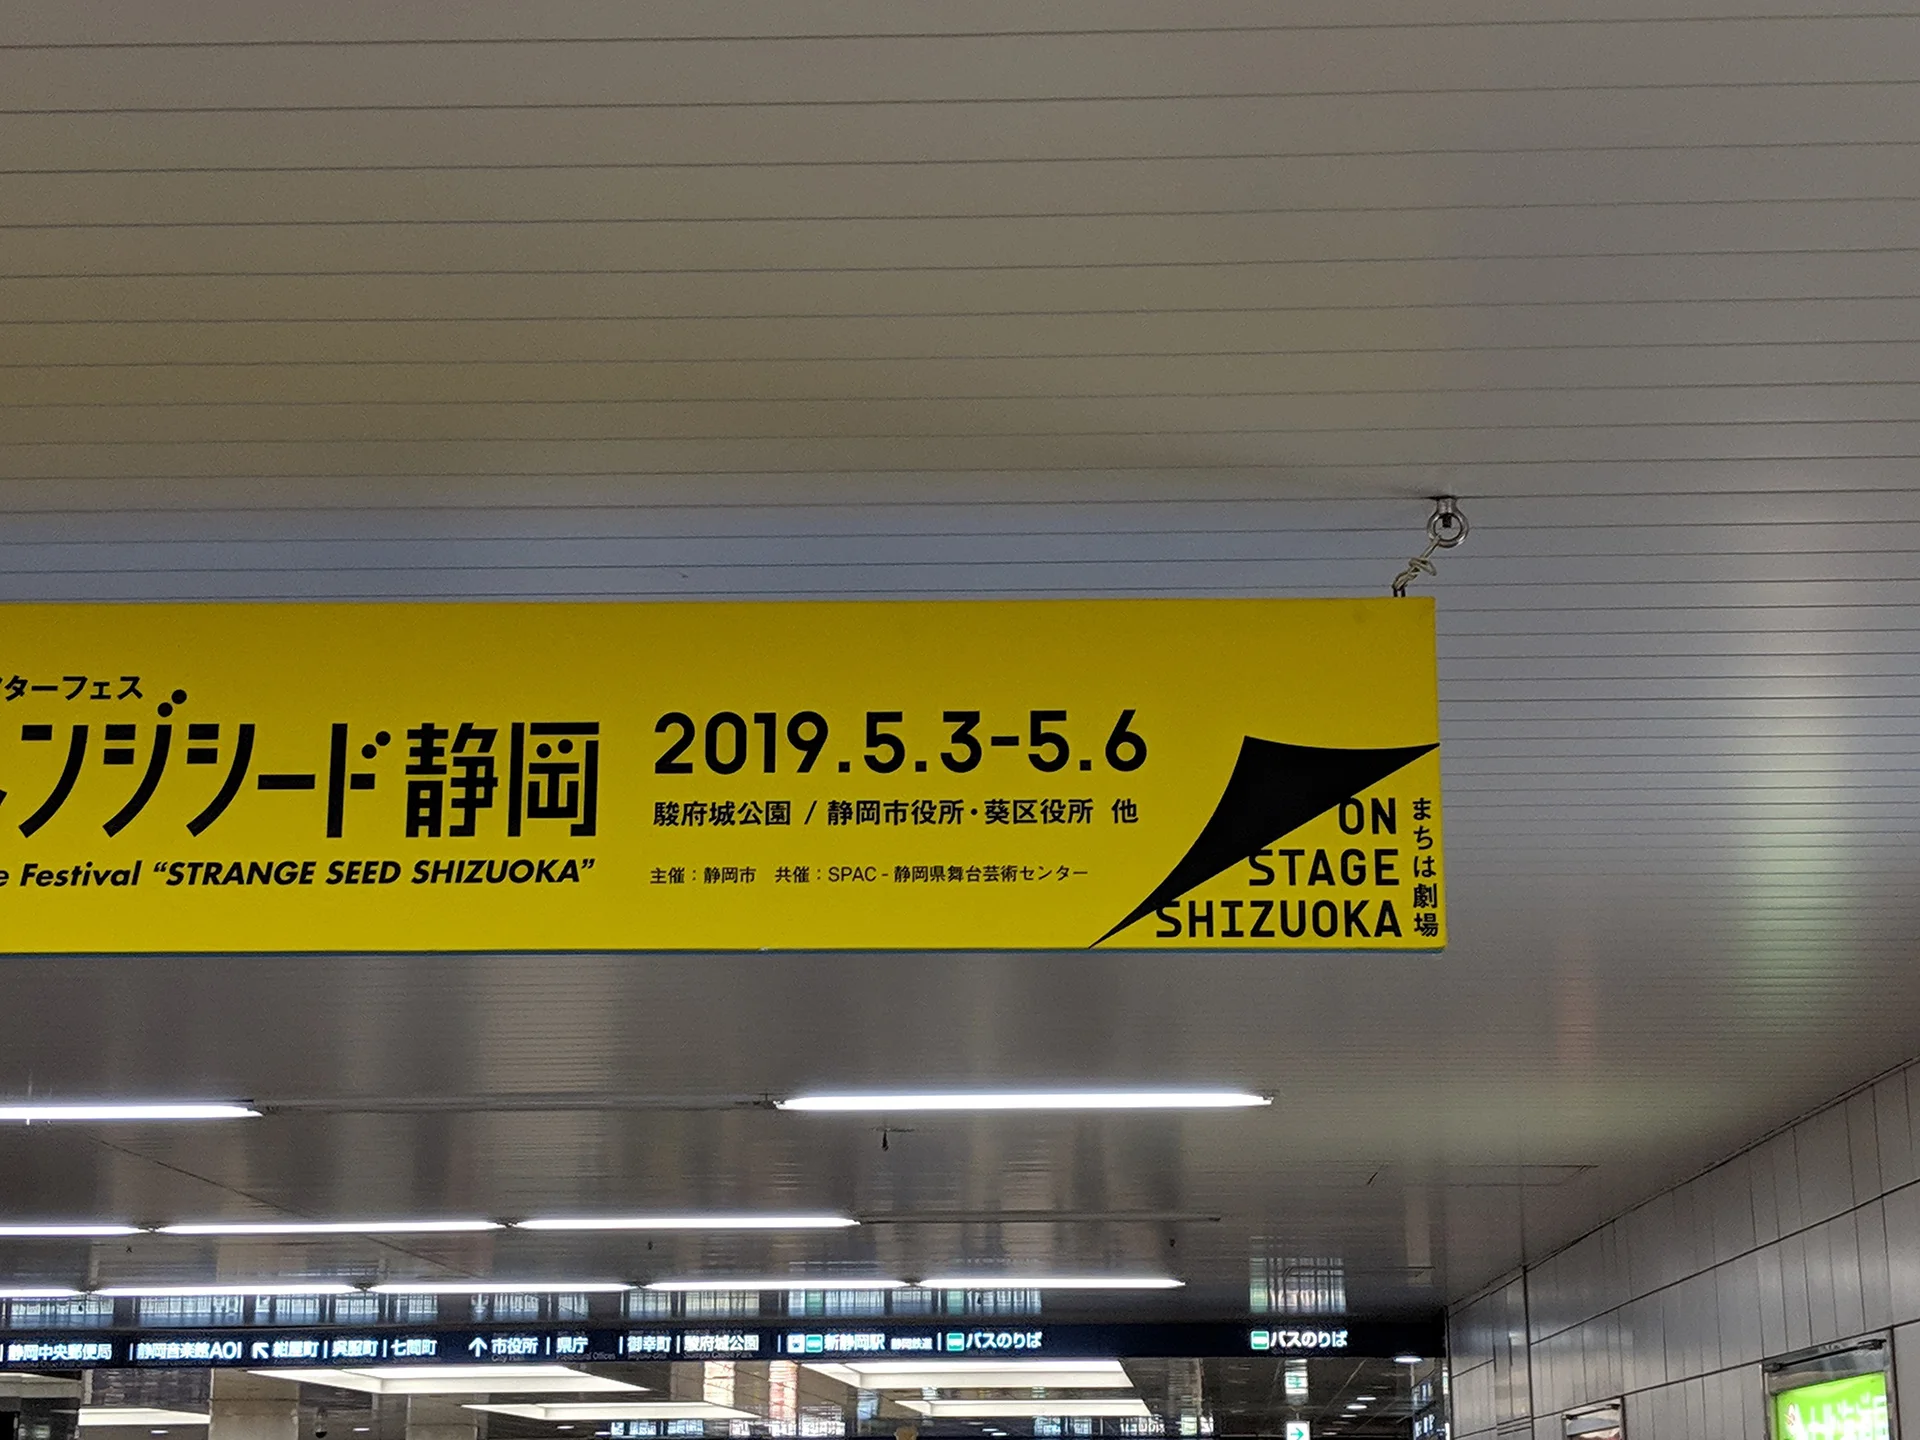 ターフェス
ンジシード静岡
e Festival “STRANGE SEED SHIZUOKA”
2019.5.3-5.6
駿府城公園 / 静岡市役所・葵区役所 他
主催：静岡市 共催：SPAC - 静岡県舞台芸術センター
ON
STAGE
SHIZUOKA
まちは劇場
静岡中央郵便局 | 静岡音楽館AOI ↖ 紺屋町 | 呉服町 | 七間町 ↑ 市役所 | 県庁 | 御幸町 | 駿府城公園 | 新静岡駅 静岡鉄道 | バスのりば
バスのりば